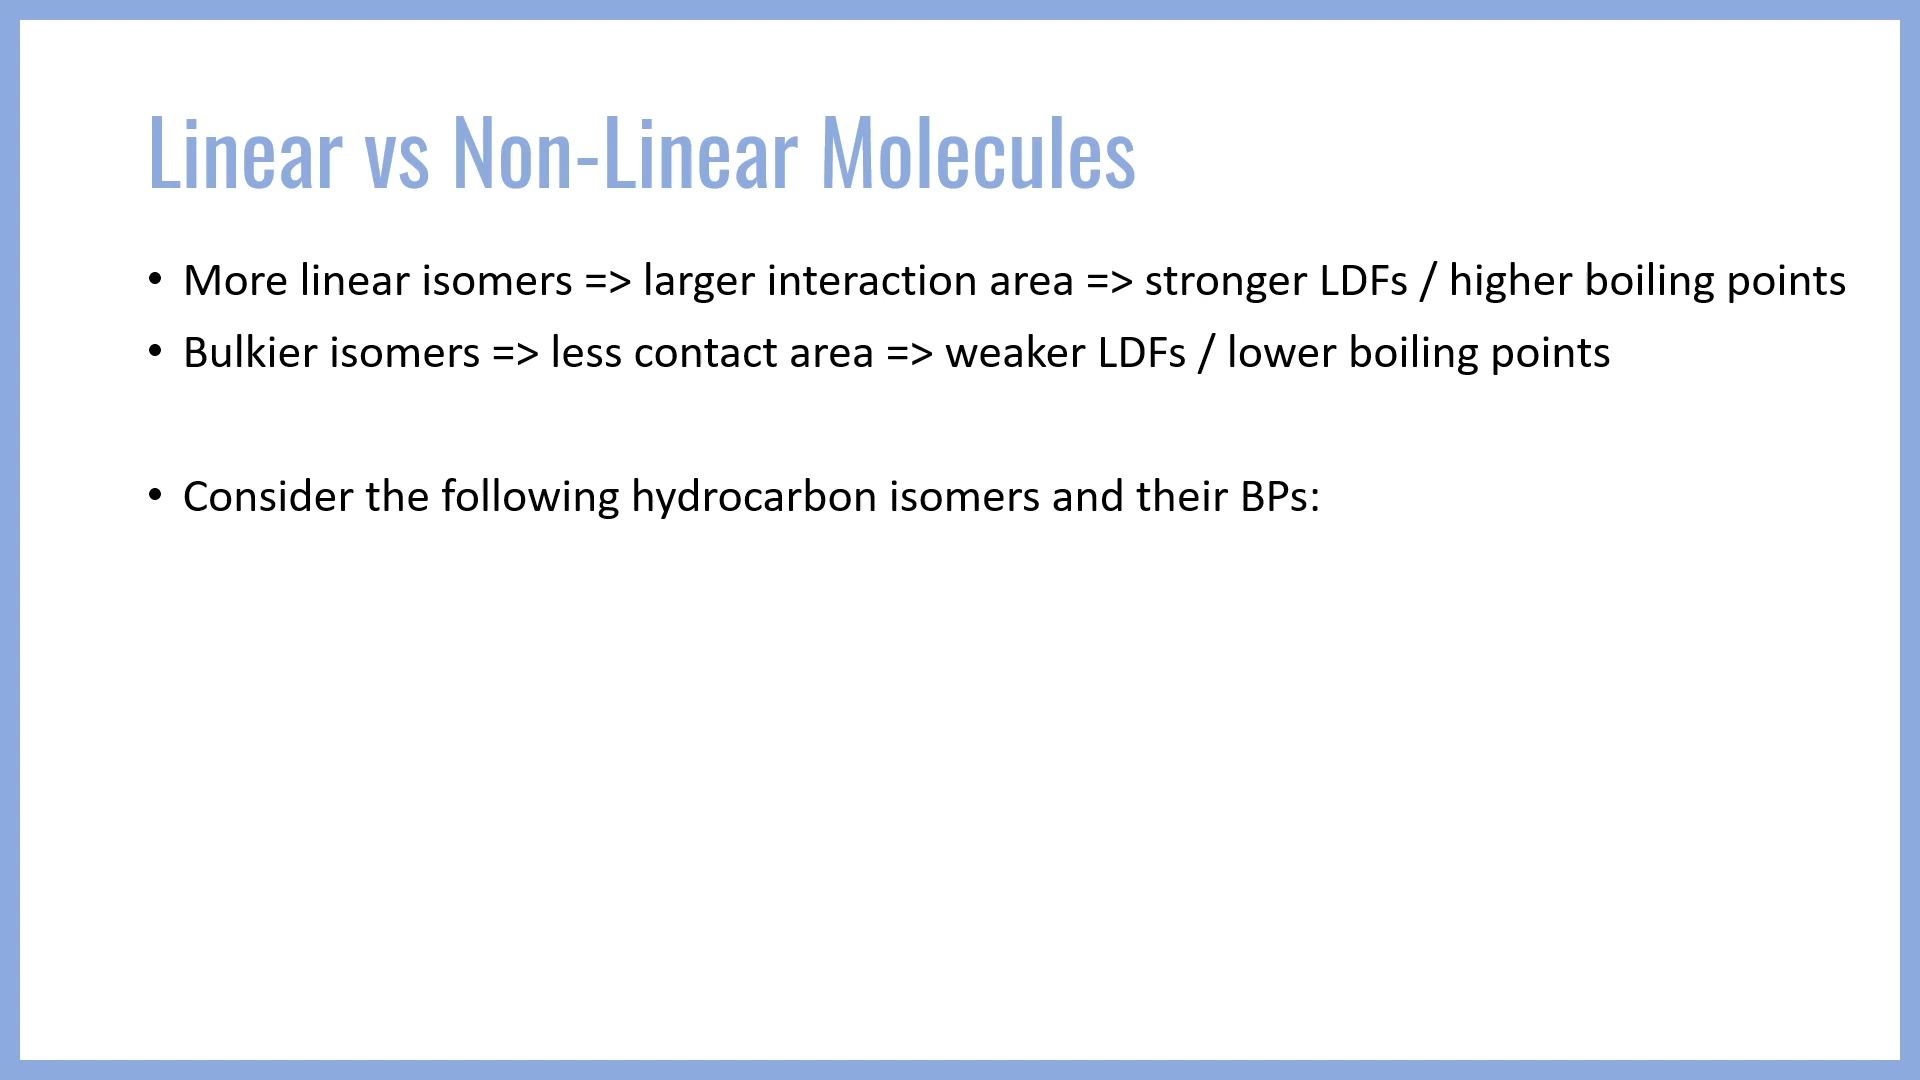 Linear vs Non-Linear Molecules
• More linear isomers => larger interaction area => stronger LDFs / higher boiling points
• Bulkier isomers => less contact area => weaker LDFs / lower boiling points
• Consider the following hydrocarbon isomers and their BPs: